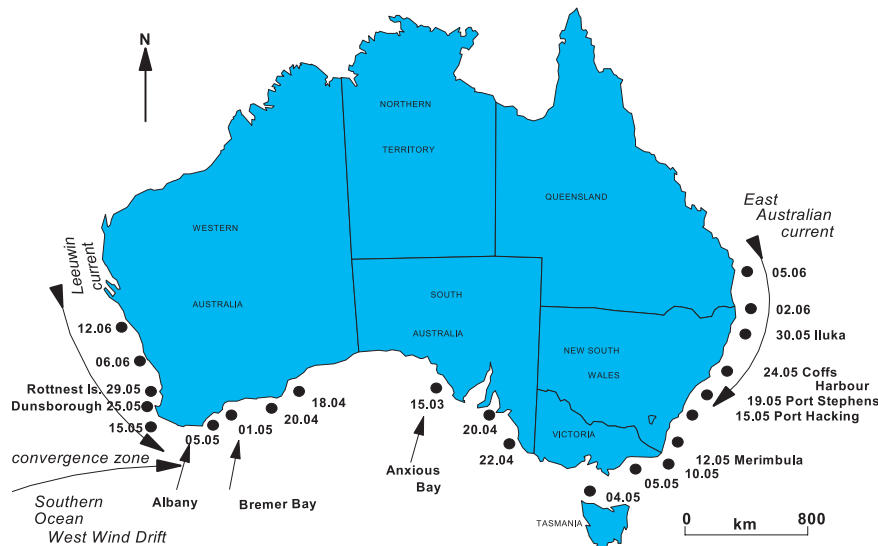 N
NORTHERN
TERRITORY
QUEENSLAND
WESTERN
AUSTRALIA
SOUTH
AUSTRALIA
NEW SOUTH
WALES
VICTORIA
TASMANIA
East
Australian
current
Leeuwin
current
05.06
02.06
30.05 Iluka
24.05 Coffs
Harbour
19.05 Port Stephens
15.05 Port Hacking
12.05 Merimbula
10.05
05.05
04.05
22.04
20.04
15.03
Anxious
Bay
18.04
20.04
01.05
Bremer Bay
05.05
Albany
15.05
Dunsborough 25.05
Rottnest Is. 29.05
06.06
12.06
convergence zone
Southern
Ocean
West Wind Drift
0 km 800